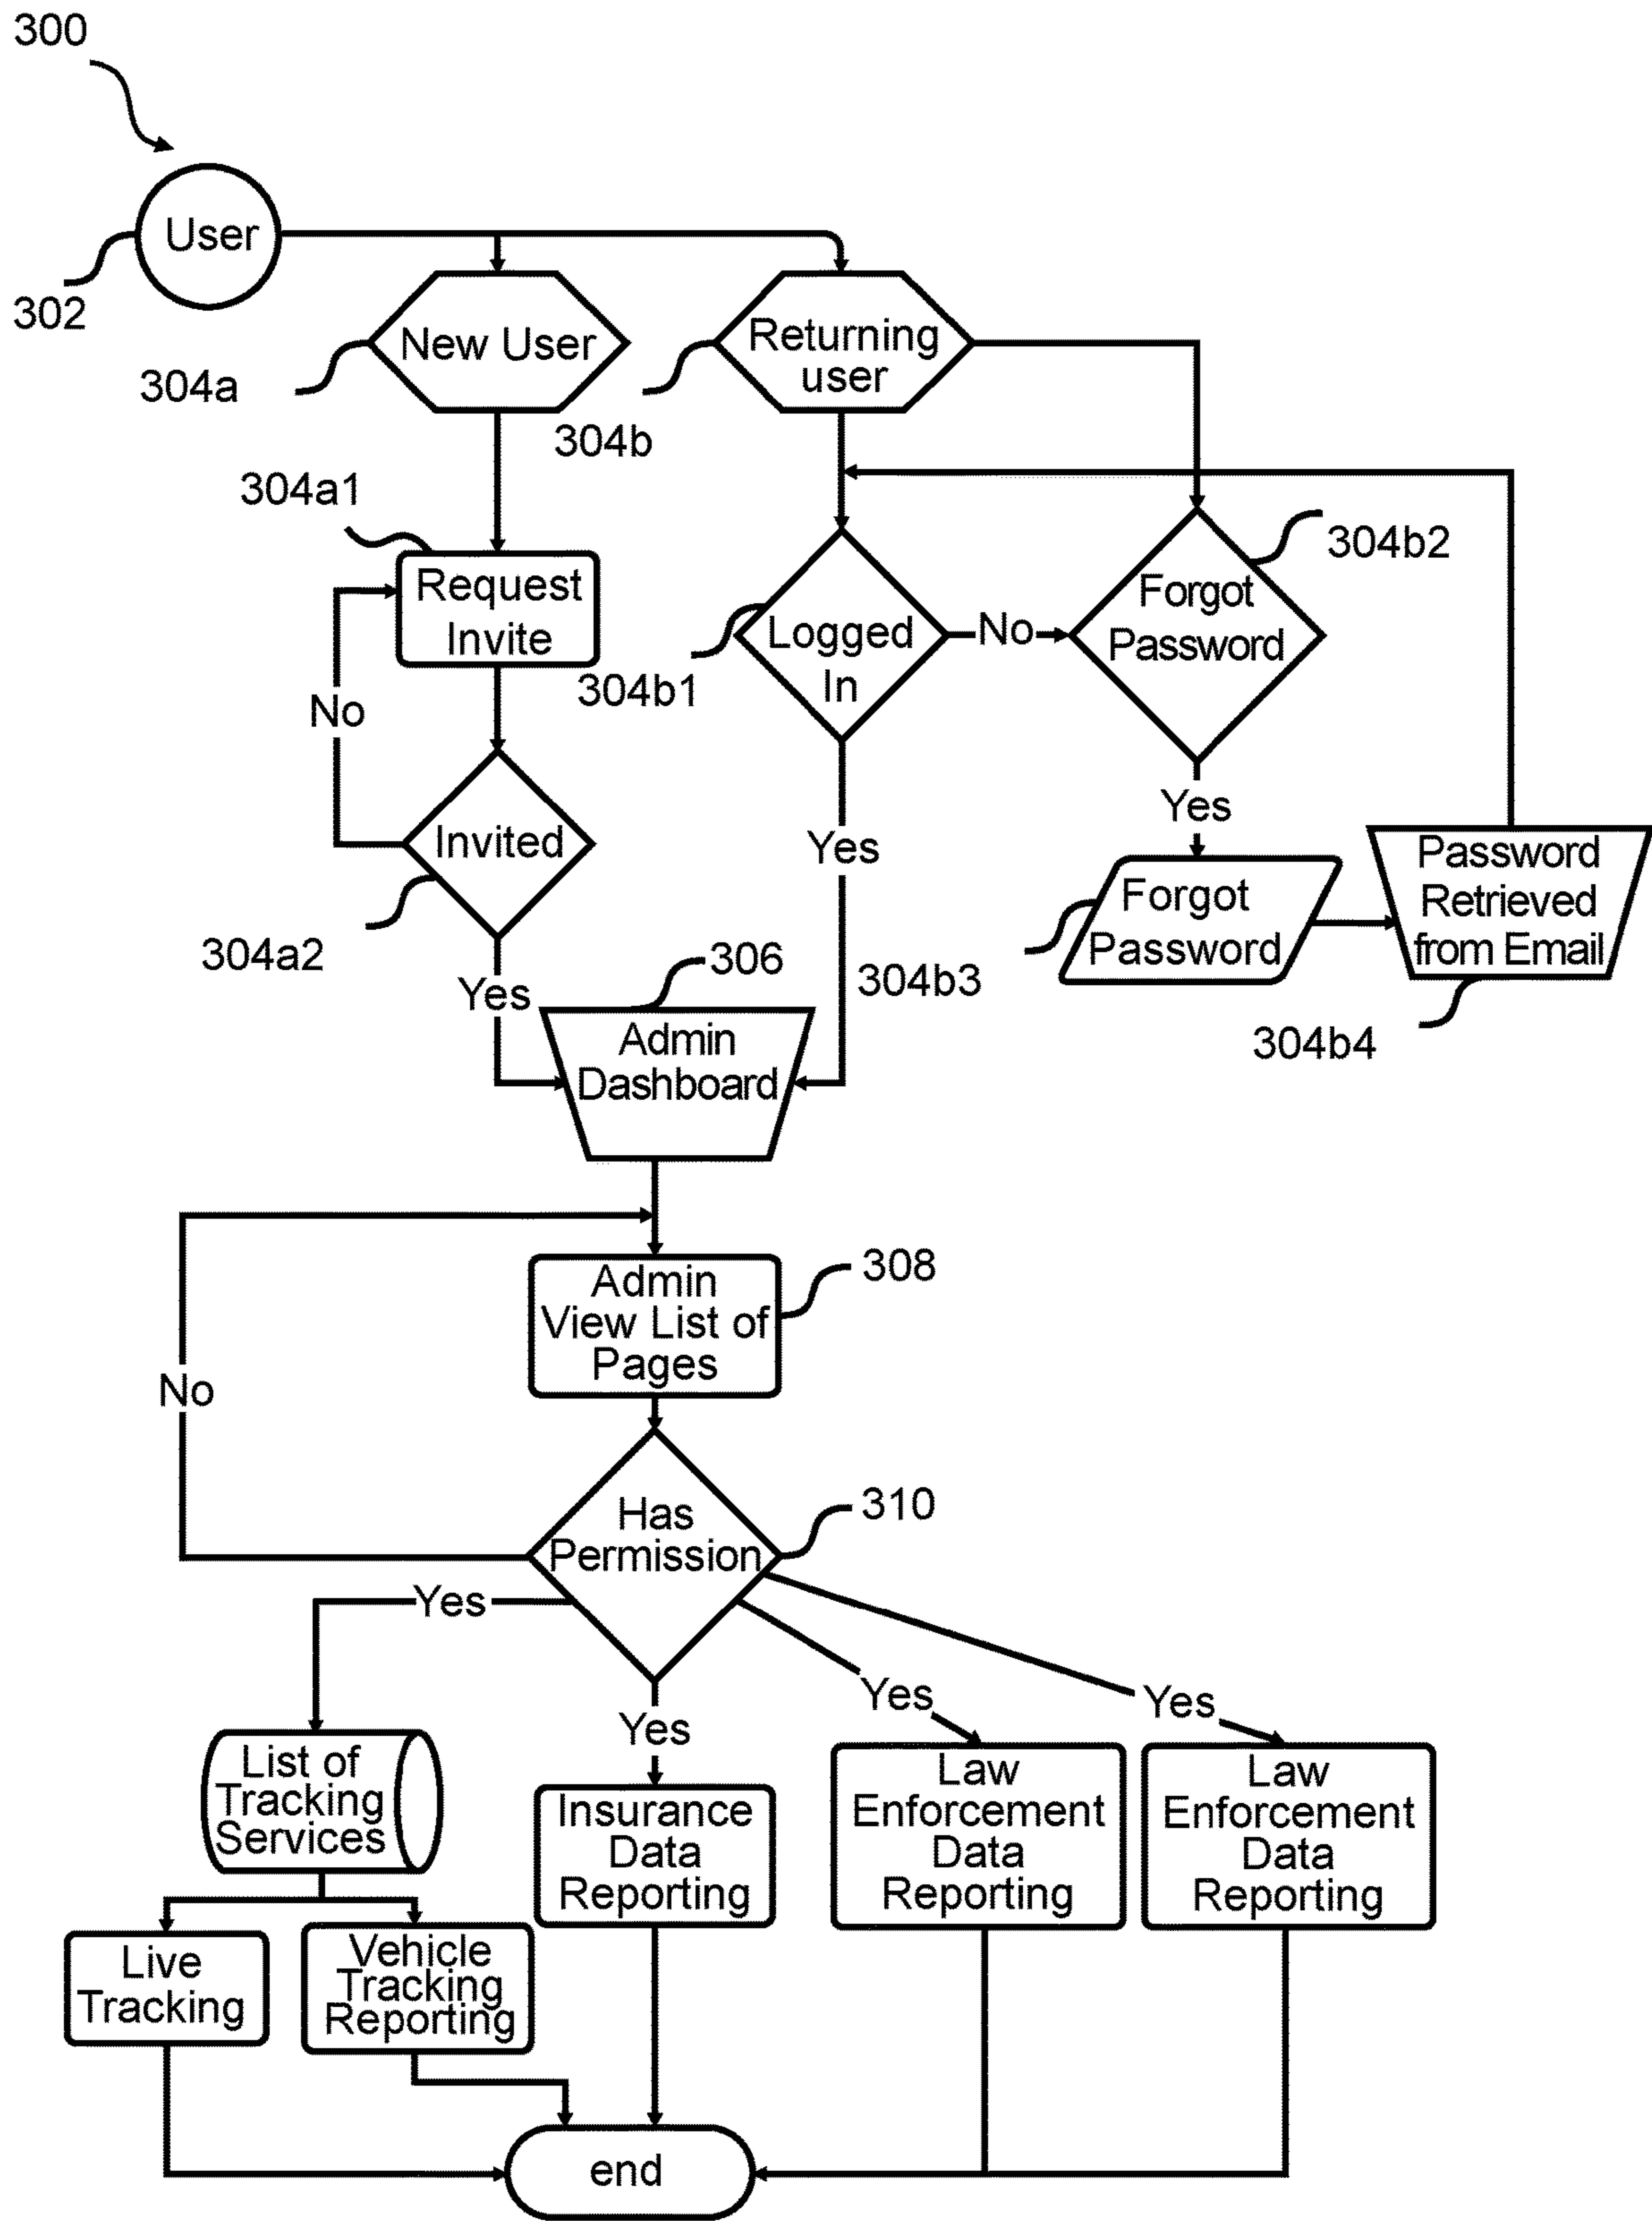 300
User
302
New User
304a
Returning
user
304b
304a1
Request
Invite
No
Invited
304a2
Yes
304b1
Logged
In
No
304b2
Forgot
Password
Yes
Yes
Forgot
Password
304b3
Password
Retrieved
from Email
304b4
306
Admin
Dashboard
308
Admin
View List of
Pages
No
310
Has
Permission
Yes
Yes
Yes
Yes
List of
Tracking
Services
Insurance
Data
Reporting
Law
Enforcement
Data
Reporting
Law
Enforcement
Data
Reporting
Live
Tracking
Vehicle
Tracking
Reporting
end